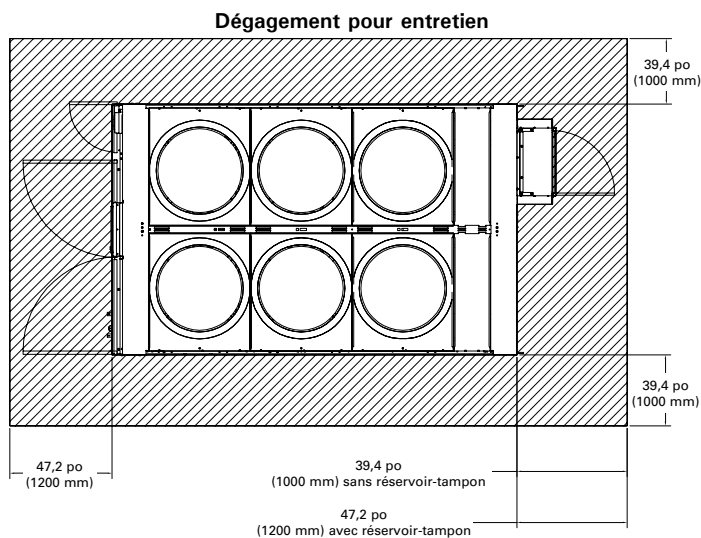 Dégagement pour entretien
39,4 po
(1000 mm)
39,4 po
(1000 mm)
47,2 po
(1200 mm)
39,4 po
(1000 mm) sans réservoir-tampon
47,2 po
(1200 mm) avec réservoir-tampon